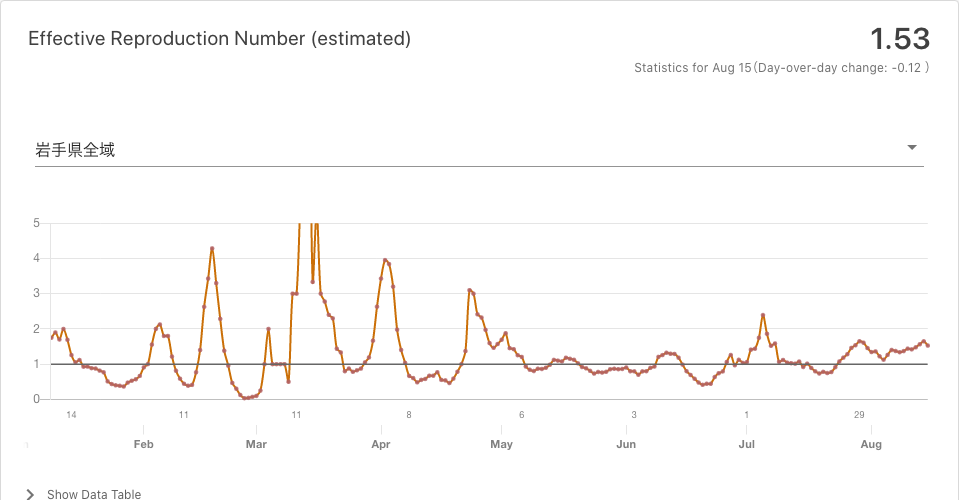 Effective Reproduction Number (estimated)
1.53
Statistics for Aug 15(Day-over-day change: -0.12 )
岩手県全域
5
4
3
2
1
0
14 11 11 8 6 3 1 29
Feb Mar Apr May Jun Jul Aug
Show Data Table